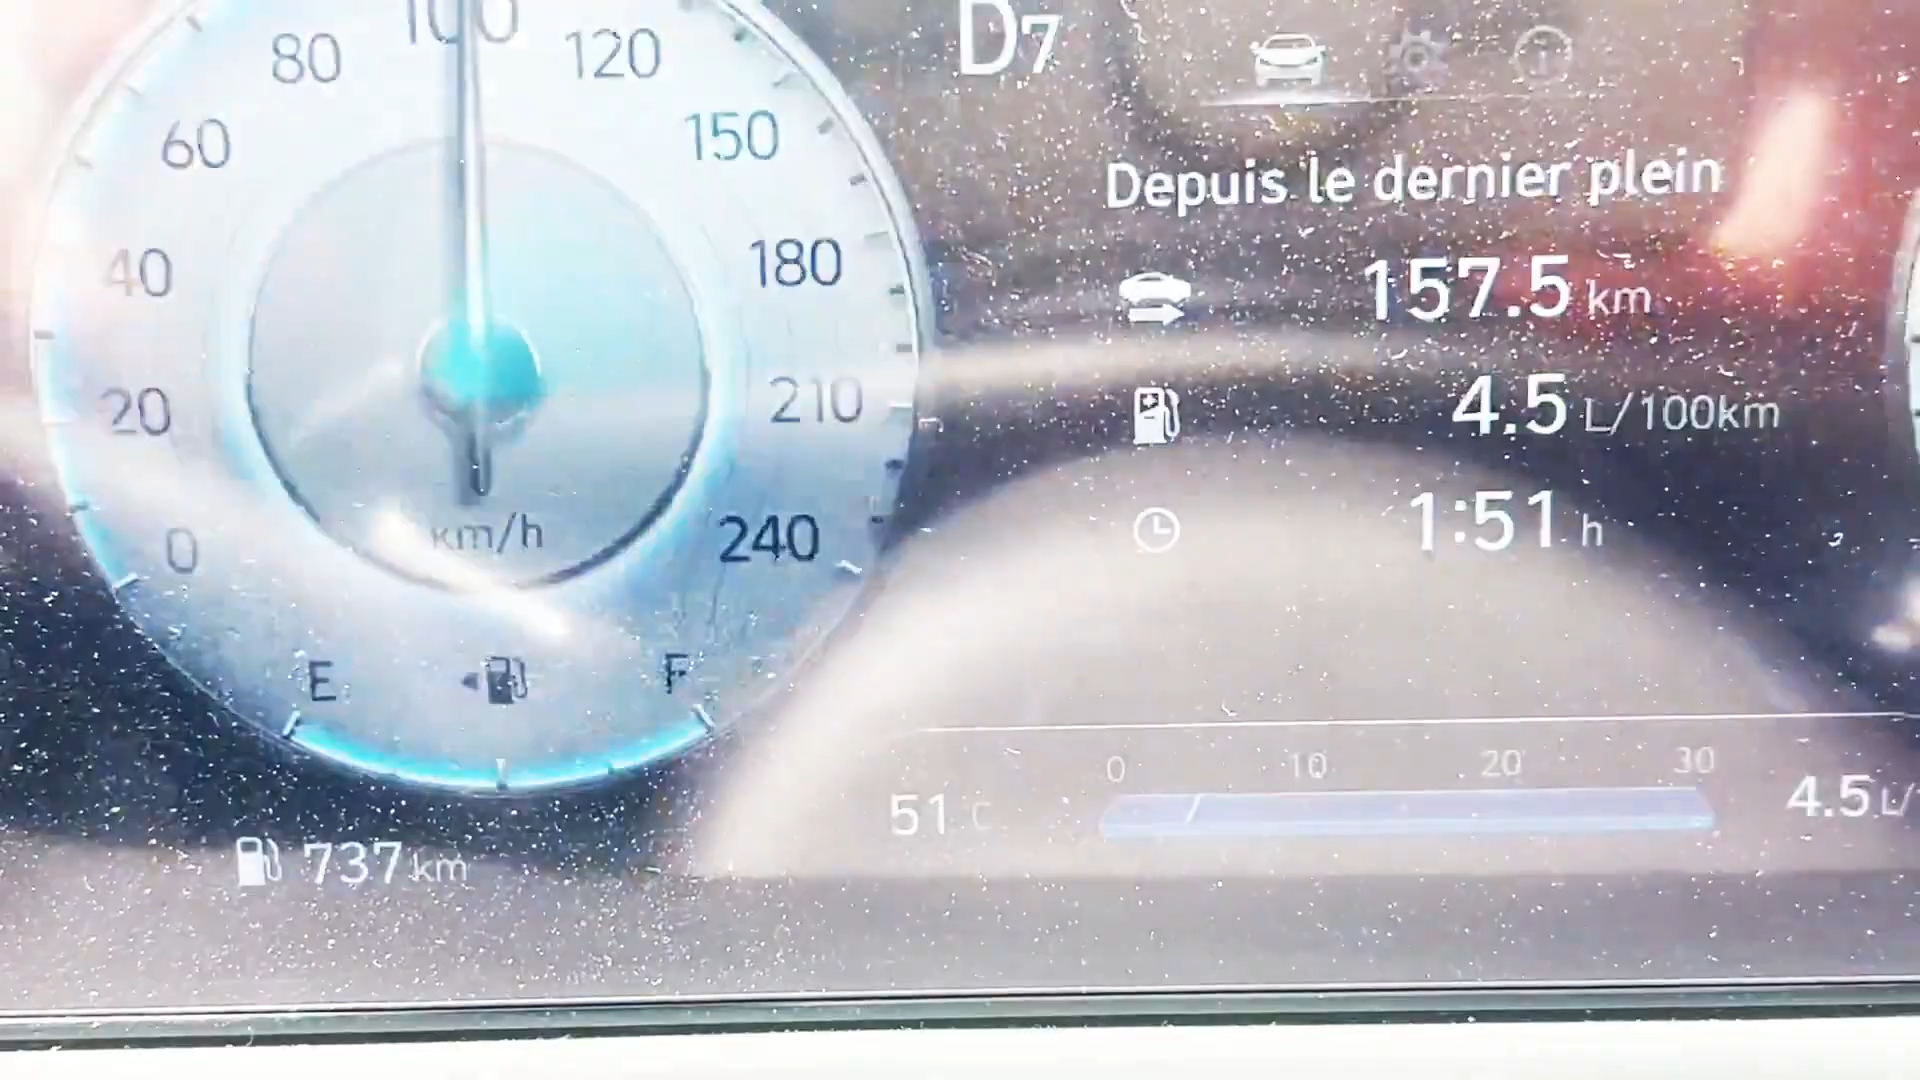 100
80
120
60
150
40
180
20
210
0
240
km/h
E
F
737 km
D7
Depuis le dernier plein
157.5 km
4.5 L/100km
1:51 h
0 10 20 30
51 C
4.5 L/